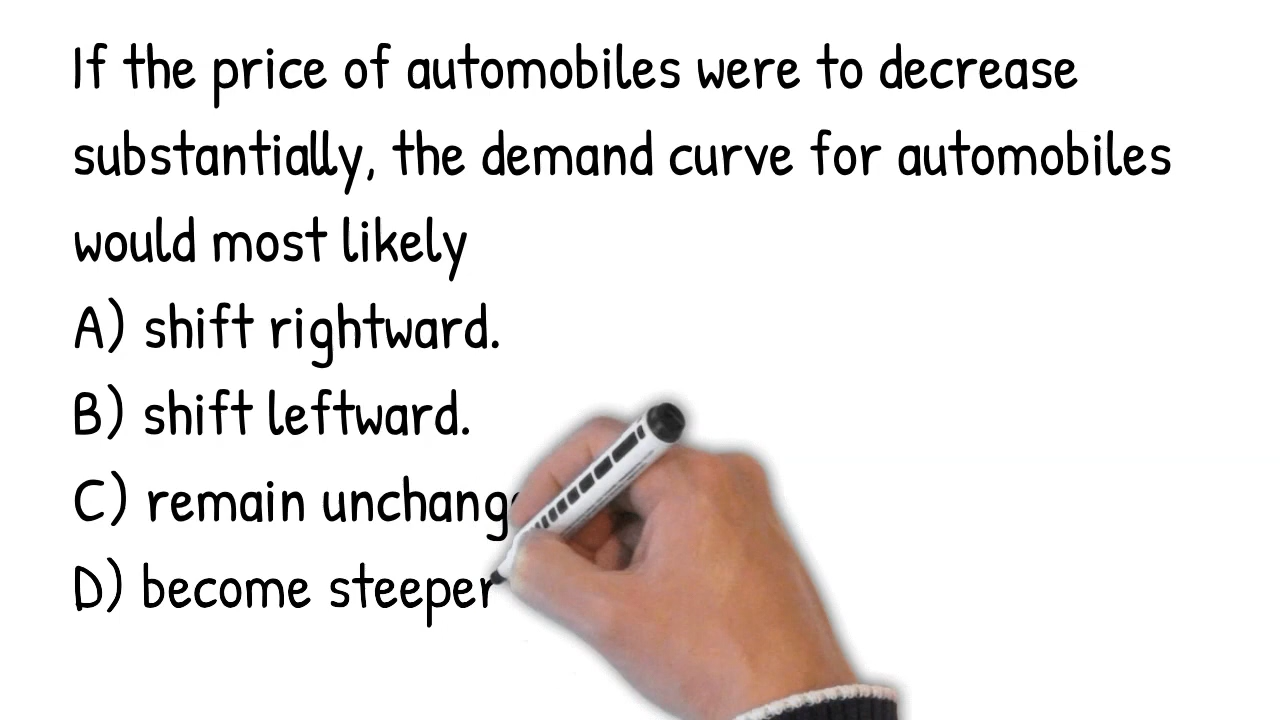 If the price of automobiles were to decrease
substantially, the demand curve for automobiles
would most likely
A) shift rightward.
B) shift leftward.
C) remain
D) become steeper